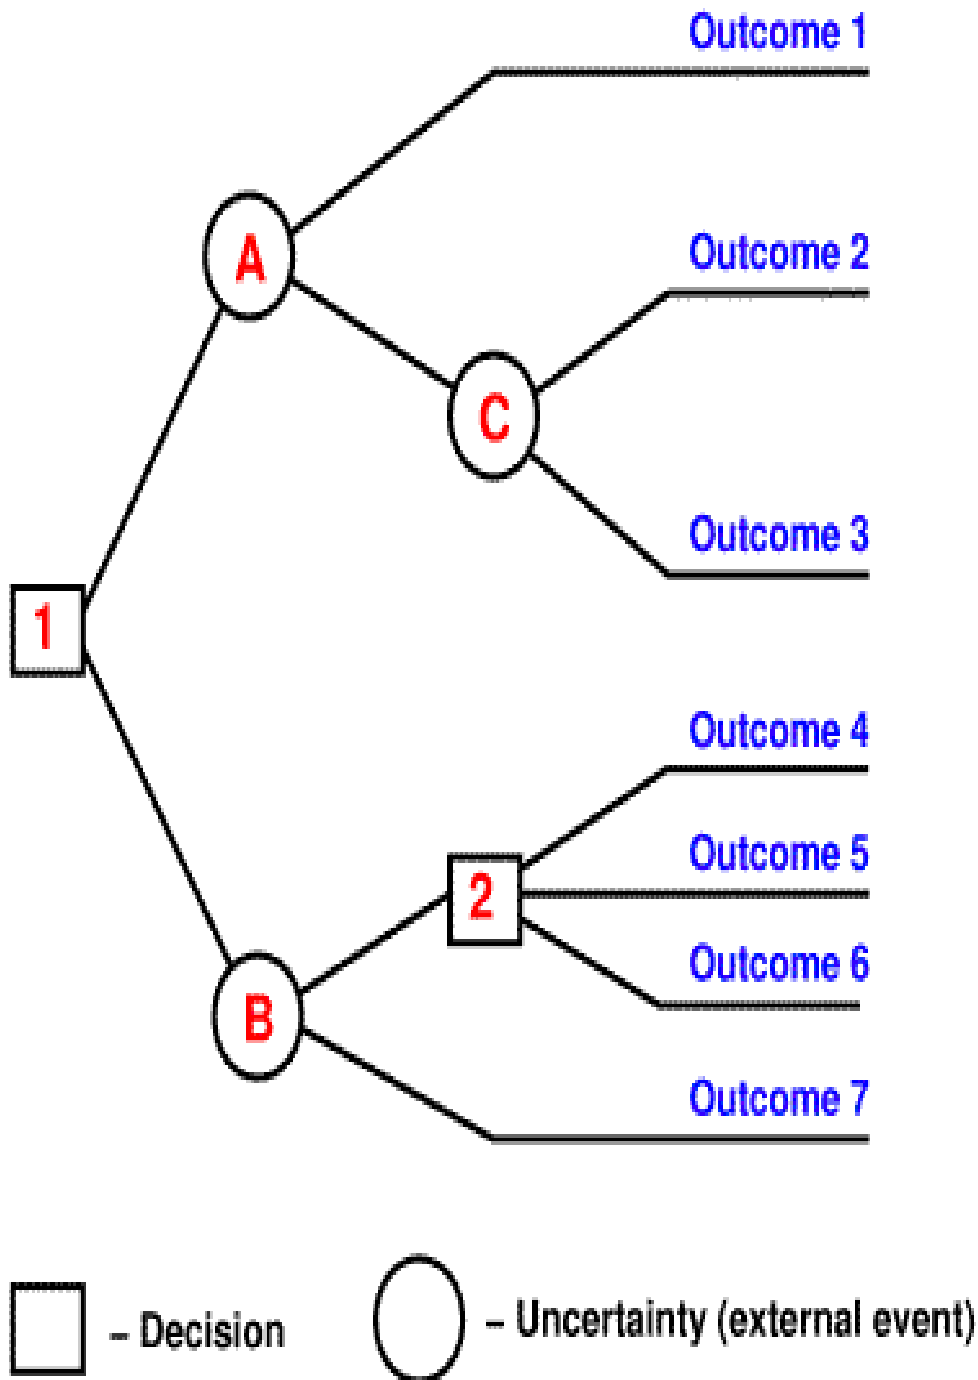 Outcome 1
A
Outcome 2
C
Outcome 3
1
Outcome 4
2
Outcome 5
Outcome 6
B
Outcome 7
– Decision
– Uncertainty (external event)